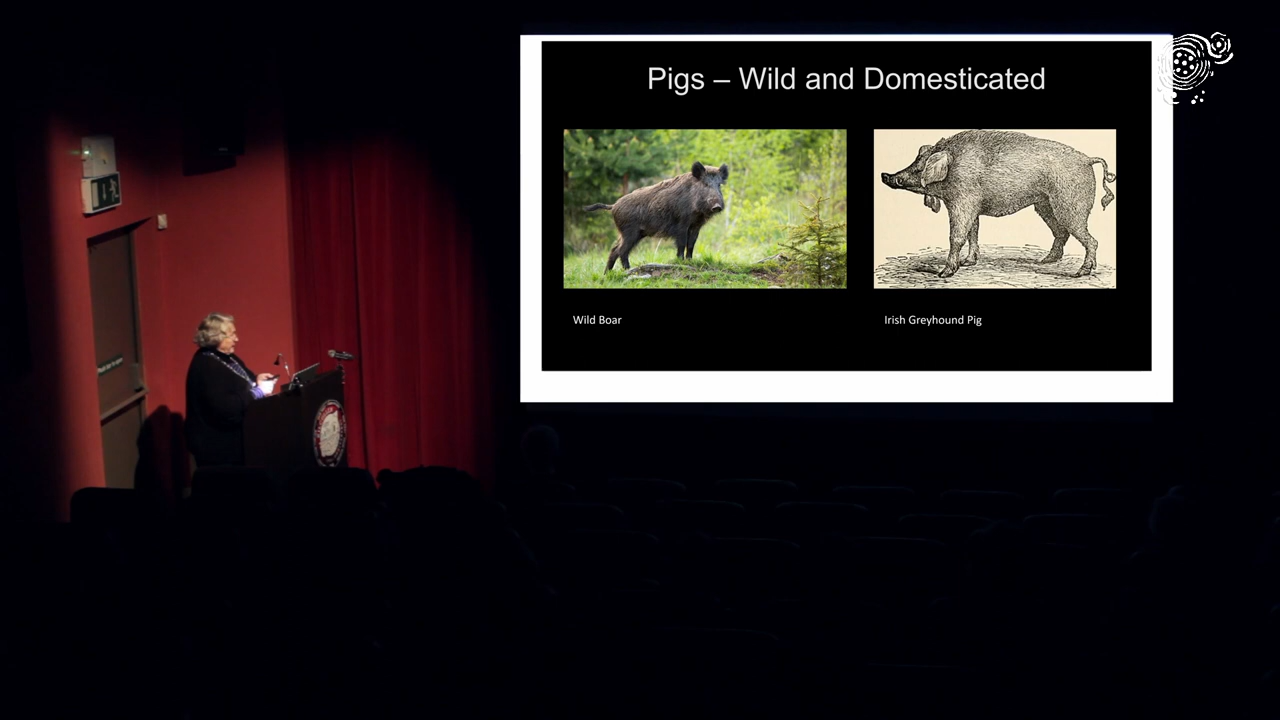 Pigs – Wild and Domesticated
Wild Boar
Irish Greyhound Pig